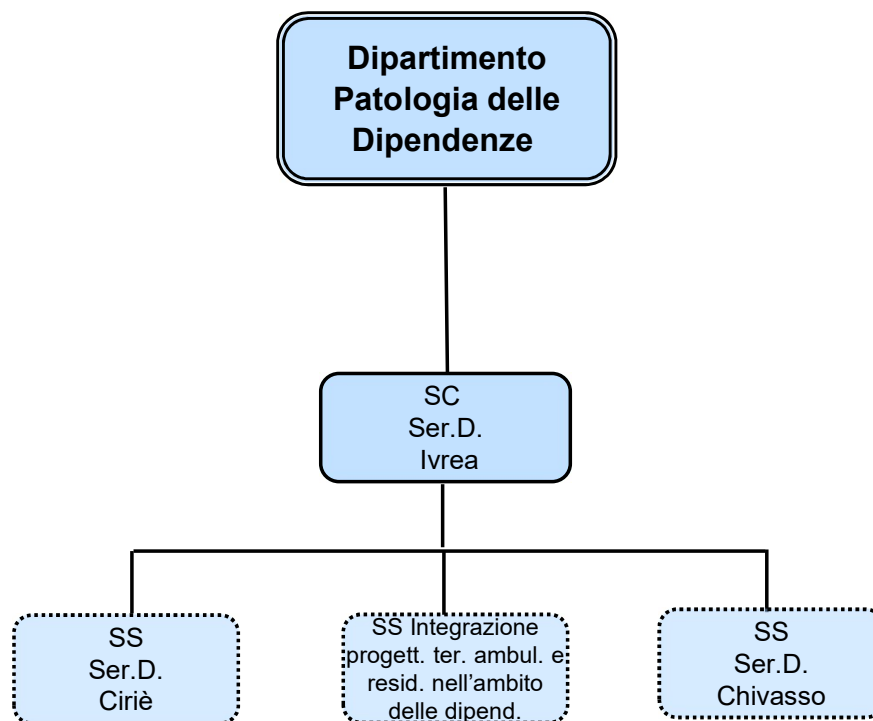 Dipartimento
Patologia delle
Dipendenze
SC
Ser.D.
Ivrea
SS
Ser.D.
Ciriè
SS Integrazione
progett. ter. ambul. e
resid. nell’ambito
delle dipend.
SS
Ser.D.
Chivasso